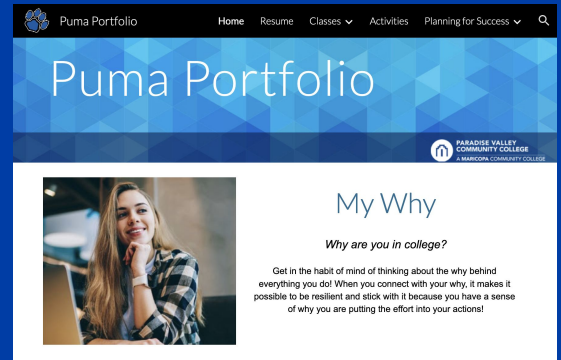 Puma Portfolio Home Resume Classes Activities Planning for Success
Puma Portfolio
PARADISE VALLEY
COMMUNITY COLLEGE
A MARICOPA COMMUNITY COLLEGE
My Why
Why are you in college?
Get in the habit of mind of thinking about the why behind
everything you do! When you connect with your why, it makes it
possible to be resilient and stick with it because you have a sense
of why you are putting the effort into your actions!